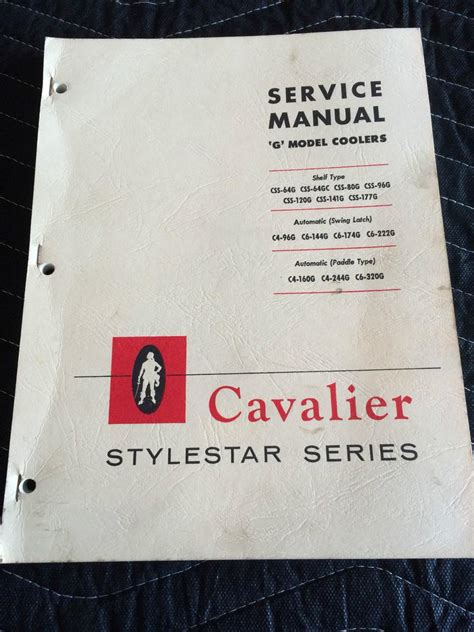 SERVICE
MANUAL
'G' MODEL COOLERS
Shelf Type
CSS-64G CSS-64GC CSS-80G CSS-96G
CSS-120G CSS-141G CSS-177G
Automatic (Swing Latch)
C4-96G C6-144G C6-174G C6-222G
Automatic (Paddle Type)
C4-160G C4-244G C6-320G
Cavalier
STYLESTAR SERIES